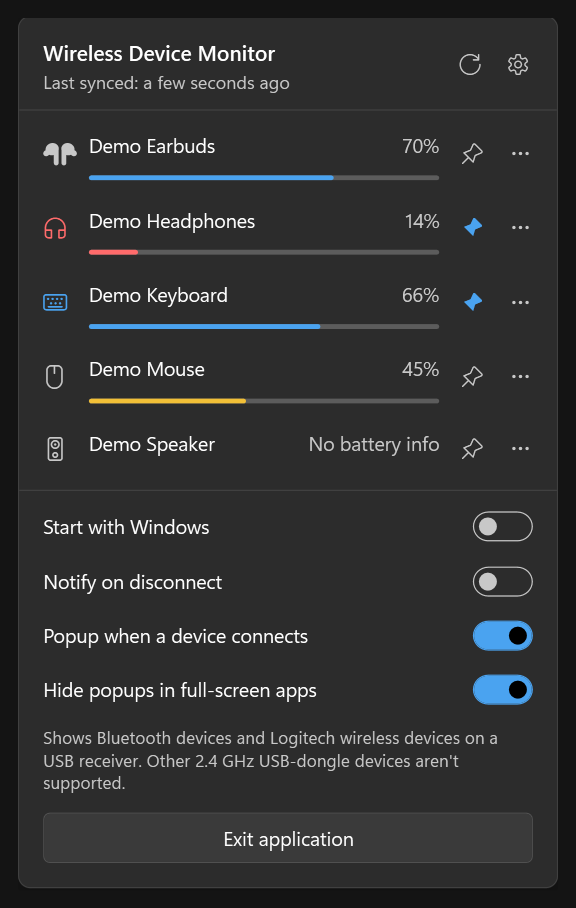 Wireless Device Monitor
Last synced: a few seconds ago
Demo Earbuds 70%
Demo Headphones 14%
Demo Keyboard 66%
Demo Mouse 45%
Demo Speaker No battery info
Start with Windows
Notify on disconnect
Popup when a device connects
Hide popups in full-screen apps
Shows Bluetooth devices and Logitech wireless devices on a
USB receiver. Other 2.4 GHz USB-dongle devices aren't
supported.
Exit application